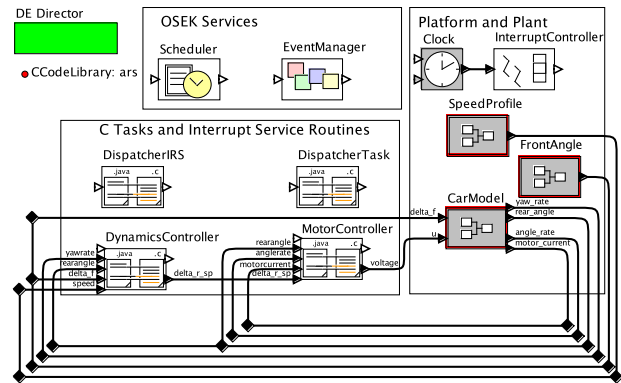 DE Director
CCodeLibrary: ars
OSEK Services
Scheduler
EventManager
Platform and Plant
Clock
InterruptController
SpeedProfile
FrontAngle
C Tasks and Interrupt Service Routines
DispatcherIRS
.java .c
DispatcherTask
.java .c
CarModel
delta_f
u
yaw_rate
rear_angle
angle_rate
motor_current
DynamicsController
.java .c
yawrate
rearangle
delta_f
speed
delta_r_sp
MotorController
.java .c
rearangle
anglerate
motorcurrent
delta_r_sp
voltage